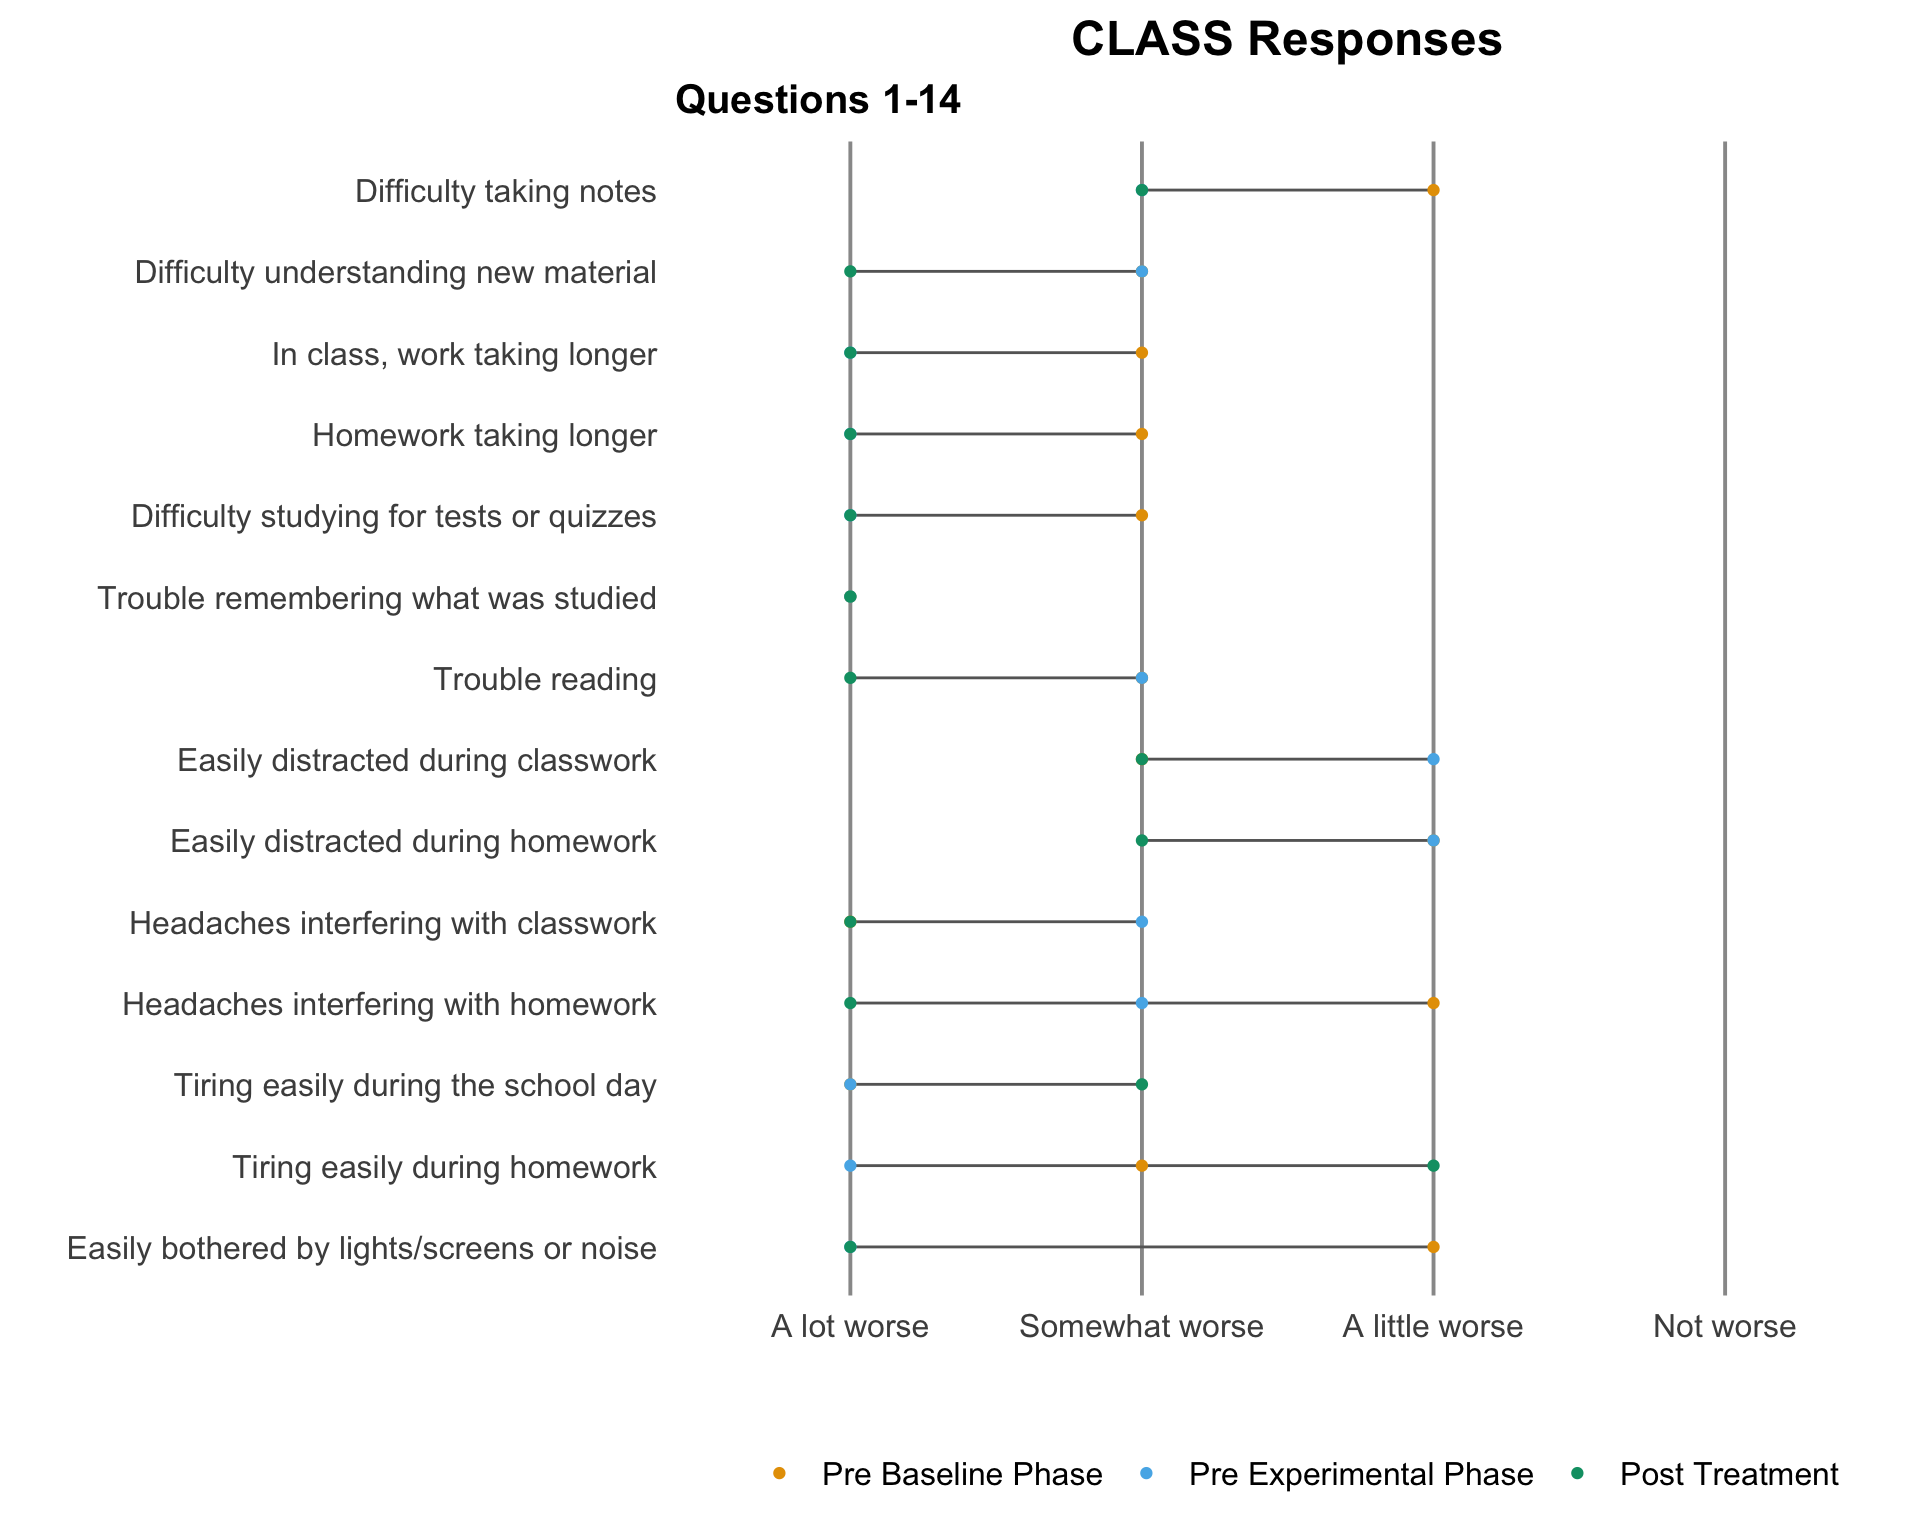 CLASS Responses
Questions 1-14
Difficulty taking notes
Difficulty understanding new material
In class, work taking longer
Homework taking longer
Difficulty studying for tests or quizzes
Trouble remembering what was studied
Trouble reading
Easily distracted during classwork
Easily distracted during homework
Headaches interfering with classwork
Headaches interfering with homework
Tiring easily during the school day
Tiring easily during homework
Easily bothered by lights/screens or noise
A lot worse Somewhat worse A little worse Not worse
Pre Baseline Phase Pre Experimental Phase Post Treatment